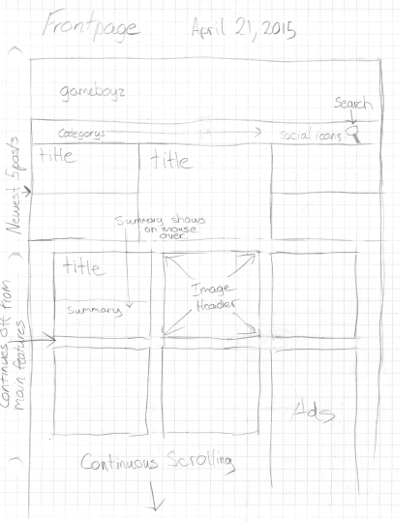 Frontpage April 21, 2015
gameboyz
Search
Categorys social icons
title title
Newest 5 posts
Summary shows
on mouse
over
title
Image
Header
Summary
Continues off from
main features
Ads
Continuous Scrolling